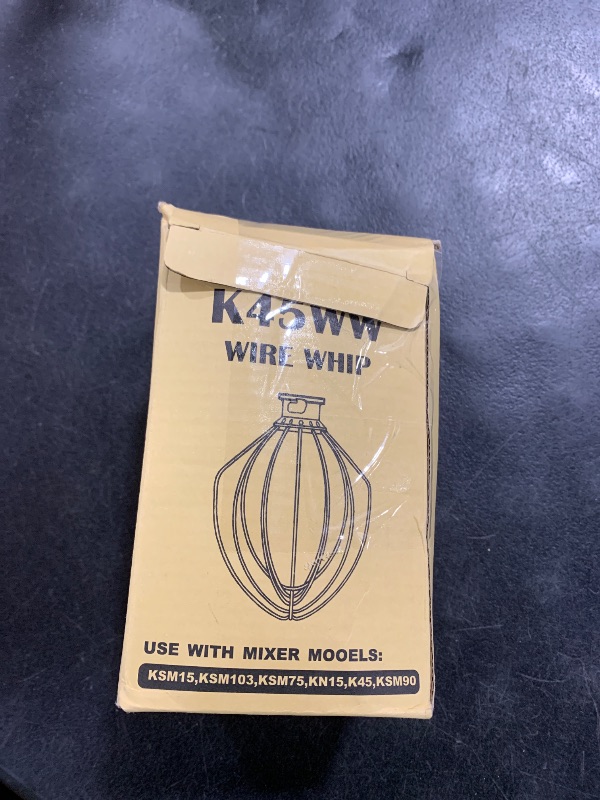 K45WW
WIRE WHIP
USE WITH MIXER MOOELS:
KSM15,KSM103,KSM75,KN15,K45,KSM90